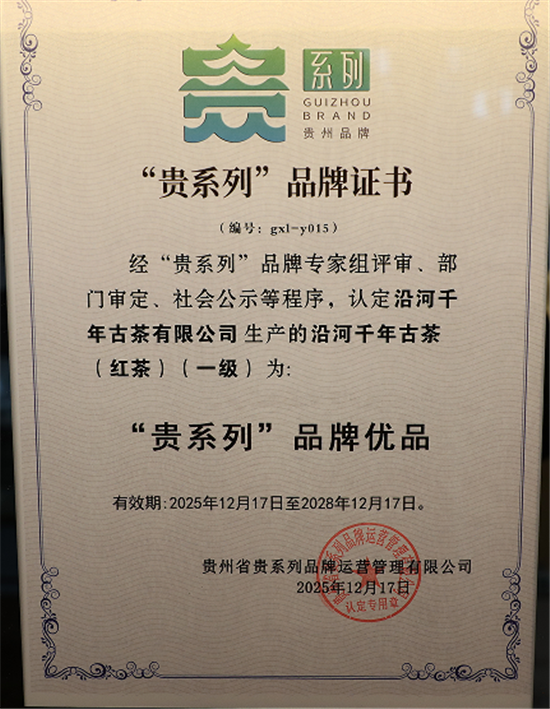 贵系列
GUIZHOU
BRAND
贵州品牌
“贵系列”品牌证书
（编号：gxl-y015）
经“贵系列”品牌专家组评审、部
门审定、社会公示等程序，认定沿河千
年古茶有限公司生产的沿河千年古茶
（红茶）（一级）为:
“贵系列”品牌优品
有效期:2025年12月17日至2028年12月17日。
贵州省贵系列品牌运营管理有限公司
2025年12月17日
认定专用章